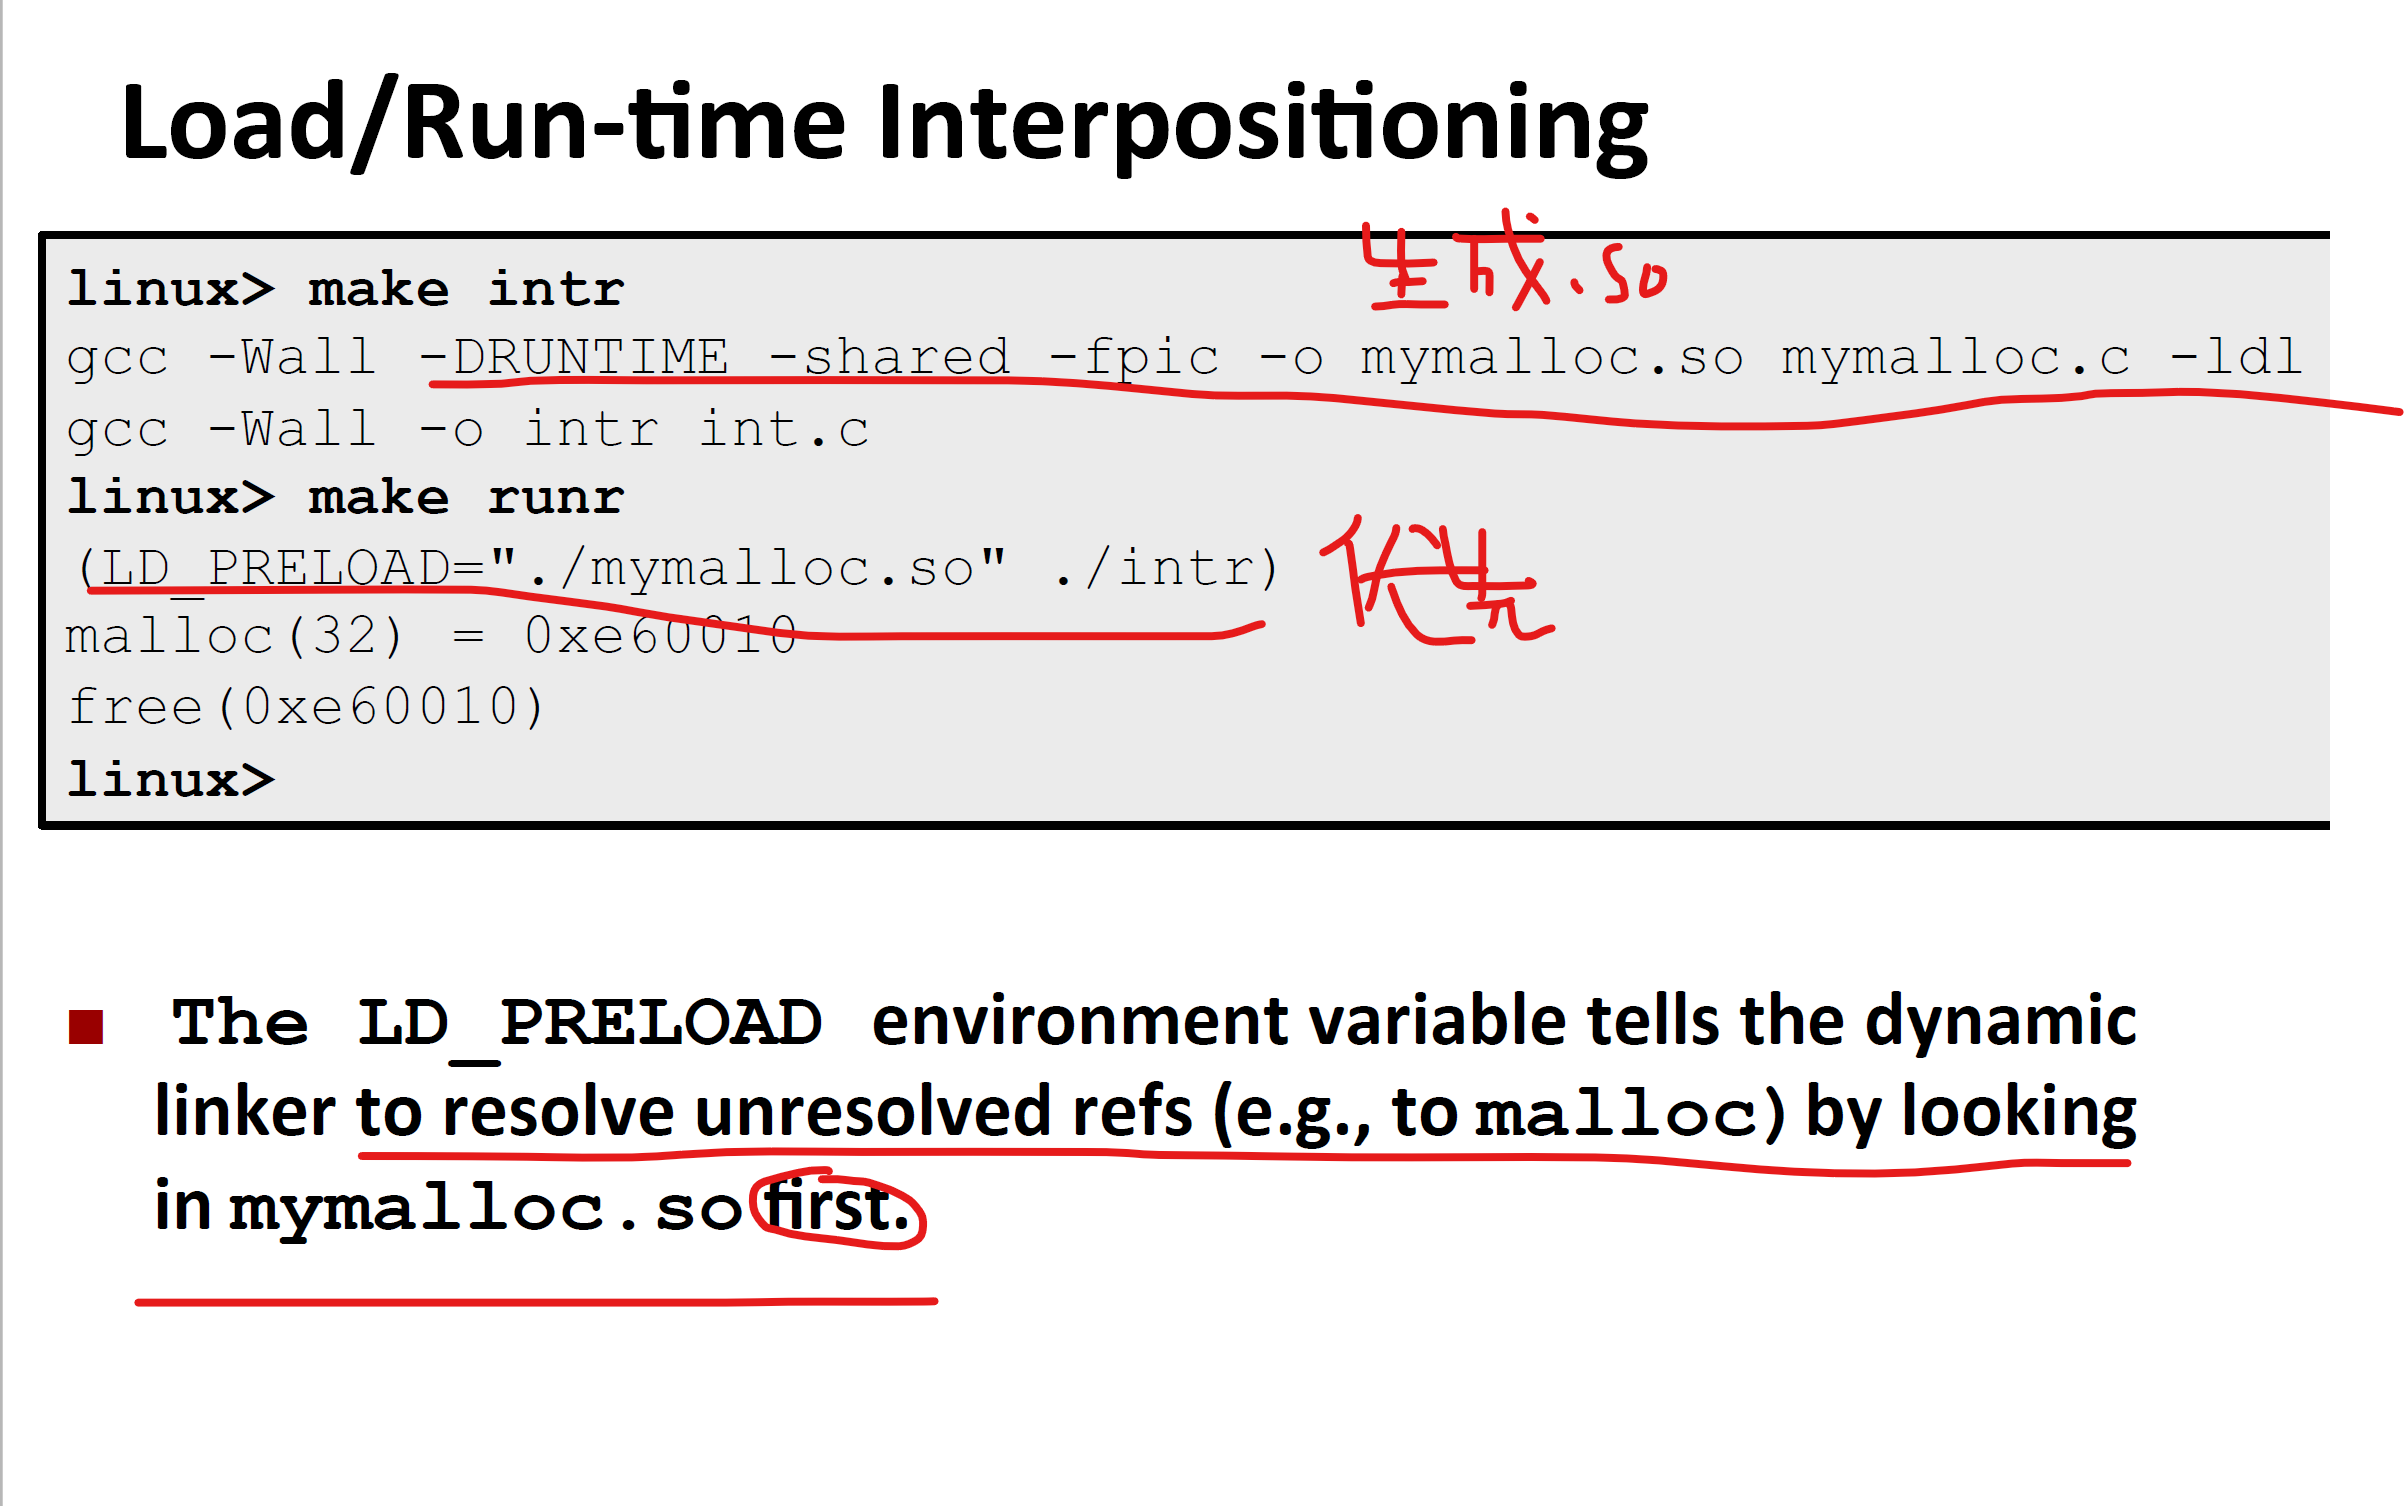 Load/Run-time Interpositioning
生成.so
linux> make intr
gcc -Wall -DRUNTIME -shared -fpic -o mymalloc.so mymalloc.c -ldl
gcc -Wall -o intr int.c
linux> make runr
(LD_PRELOAD="./mymalloc.so" ./intr)
优先
malloc(32) = 0xe60010
free(0xe60010)
linux>
■ The LD_PRELOAD environment variable tells the dynamic
linker to resolve unresolved refs (e.g., to malloc) by looking
in mymalloc.so first.